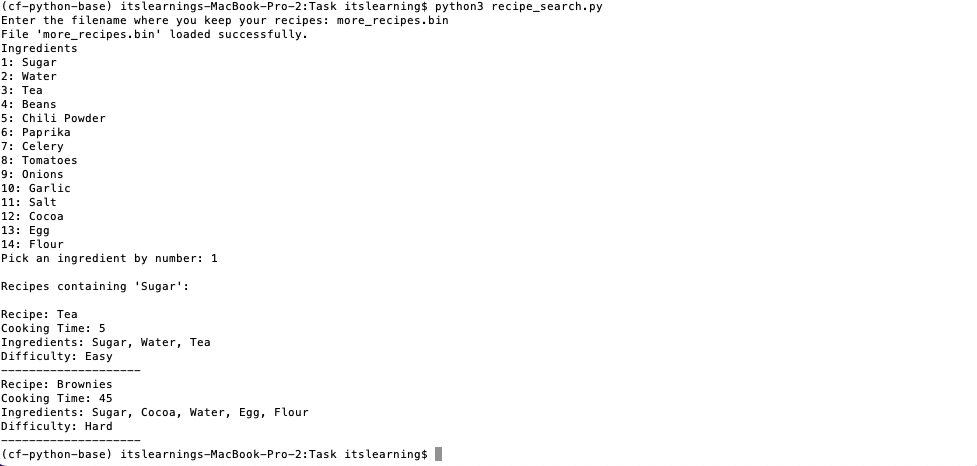 (cf-python-base) itslearnings-MacBook-Pro-2:Task itslearning$ python3 recipe_search.py
Enter the filename where you keep your recipes: more_recipes.bin
File 'more_recipes.bin' loaded successfully.
Ingredients
1: Sugar
2: Water
3: Tea
4: Beans
5: Chili Powder
6: Paprika
7: Celery
8: Tomatoes
9: Onions
10: Garlic
11: Salt
12: Cocoa
13: Egg
14: Flour
Pick an ingredient by number: 1
Recipes containing 'Sugar':
Recipe: Tea
Cooking Time: 5
Ingredients: Sugar, Water, Tea
Difficulty: Easy
--------------------
Recipe: Brownies
Cooking Time: 45
Ingredients: Sugar, Cocoa, Water, Egg, Flour
Difficulty: Hard
--------------------
(cf-python-base) itslearnings-MacBook-Pro-2:Task itslearning$